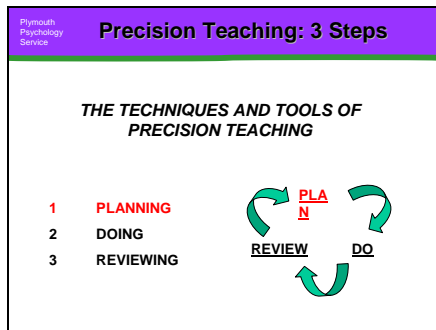 Plymouth
Psychology
Service
Precision Teaching: 3 Steps
THE TECHNIQUES AND TOOLS OF
PRECISION TEACHING
1 PLANNING
2 DOING
3 REVIEWING
PLA
N
REVIEW DO